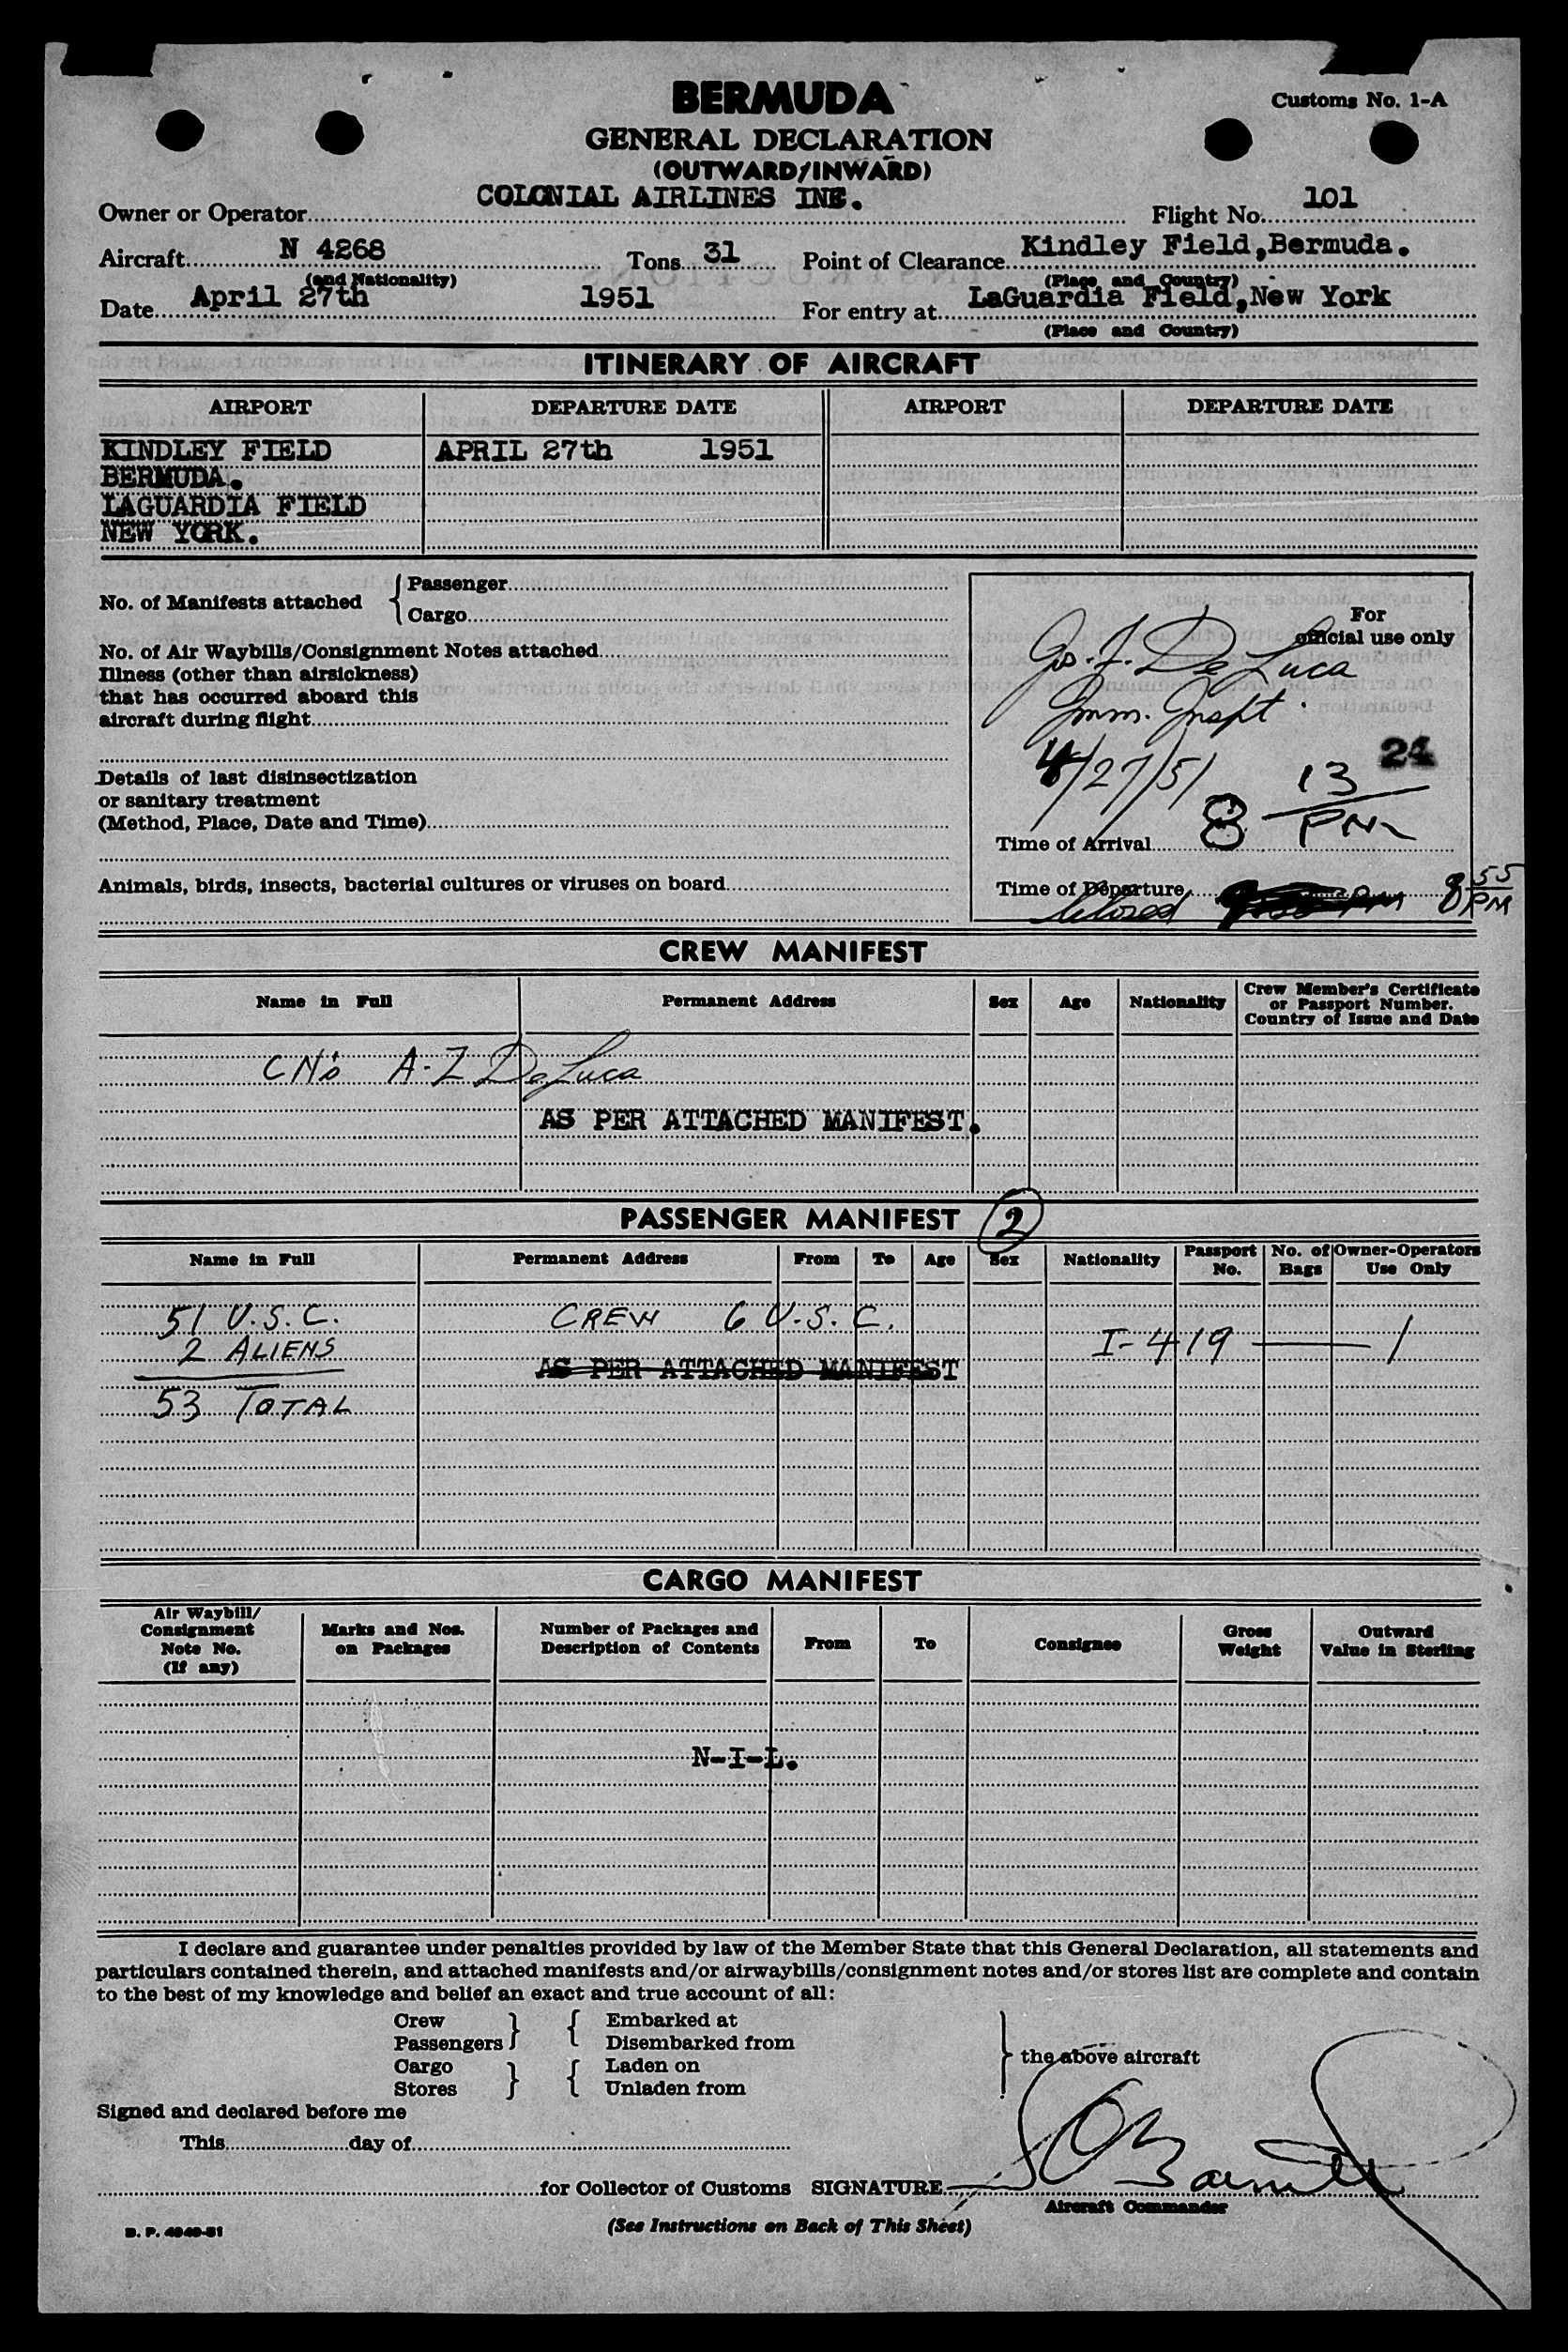 BERMUDA
Customs No. 1-A
GENERAL DECLARATION
(OUTWARD/INWARD)
Owner or Operator COLONIAL AIRLINES INC. Flight No. 101
Aircraft N 4268 Tons 31 Point of Clearance Kindley Field,Bermuda.
(and Nationality) (Place and Country)
Date April 27th 1951 For entry at LaGuardia Field,New York
(Place and Country)
ITINERARY OF AIRCRAFT
AIRPORT DEPARTURE DATE AIRPORT DEPARTURE DATE
KINDLEY FIELD APRIL 27th 1951
BERMUDA.
LAGUARDIA FIELD
NEW YORK.
No. of Manifests attached { Passenger
Cargo
No. of Air Waybills/Consignment Notes attached
Illness (other than airsickness)
that has occurred aboard this
aircraft during flight
Details of last disinsectization
or sanitary treatment
(Method, Place, Date and Time)
Animals, birds, insects, bacterial cultures or viruses on board
For
official use only
De Luca
Imm. Inspt.
4/27/51
24
Time of Arrival 8 13 PM
Time of Departure 8 55 PM
CREW MANIFEST
Name in Full Permanent Address Sex Age Nationality Crew Member's Certificate
or Passport Number.
Country of Issue and Date
A-Z De Luca
AS PER ATTACHED MANIFEST.
PASSENGER MANIFEST 2
Name in Full Permanent Address From To Age Sex Nationality Passport No. No. of Bags Owner-Operators Use Only
51 U.S.C. CREW 6 U.S.C.
2 ALIENS I-419 — 1
AS PER ATTACHED MANIFEST
53 TOTAL
CARGO MANIFEST
Air Waybill/
Consignment
Note No.
(If any)
Marks and Nos.
on Packages
Number of Packages and
Description of Contents
From To Consignee
Gross
Weight
Outward
Value in Sterling
N-I-L.
I declare and guarantee under penalties provided by law of the Member State that this General Declaration, all statements and
particulars contained therein, and attached manifests and/or airwaybills/consignment notes and/or stores list are complete and contain
to the best of my knowledge and belief an exact and true account of all:
Crew } { Embarked at
Passengers Disembarked from
Cargo } { Laden on
Stores Unladen from
} the above aircraft
Signed and declared before me
This day of
for Collector of Customs SIGNATURE
Aircraft Commander
(See Instructions on Back of This Sheet)
B. P. 4949-51